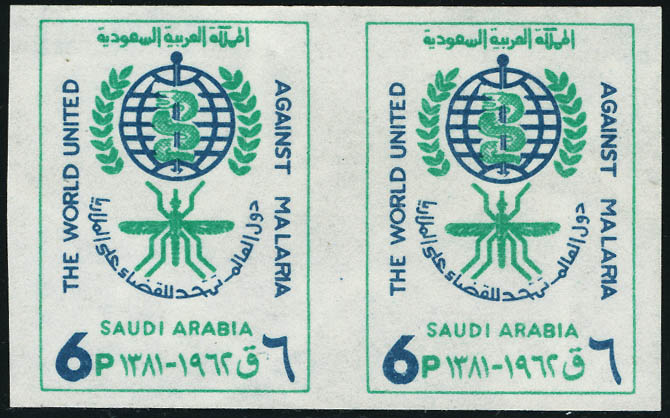 المملكة العربية السعودية
THE WORLD UNITED
AGAINST MALARIA
دول العالم تتحد للقضاء على الملاريا
SAUDI ARABIA
6P ١٣٨١-١٩٦٢ ق ٦
المملكة العربية السعودية
THE WORLD UNITED
AGAINST MALARIA
دول العالم تتحد للقضاء على الملاريا
SAUDI ARABIA
6P ١٣٨١-١٩٦٢ ق ٦